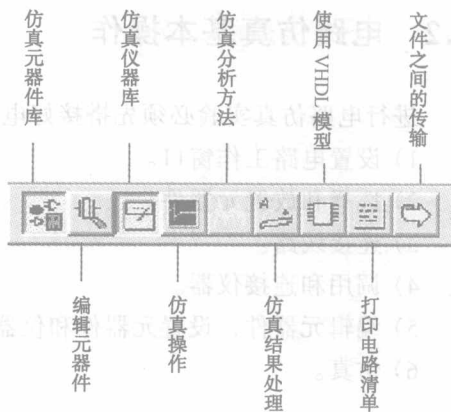 仿真元器件库
仿真仪器库
仿真分析方法
使用 VHDL 模型
文件之间的传输
编辑元器件
仿真操作
仿真结果处理
打印电路清单